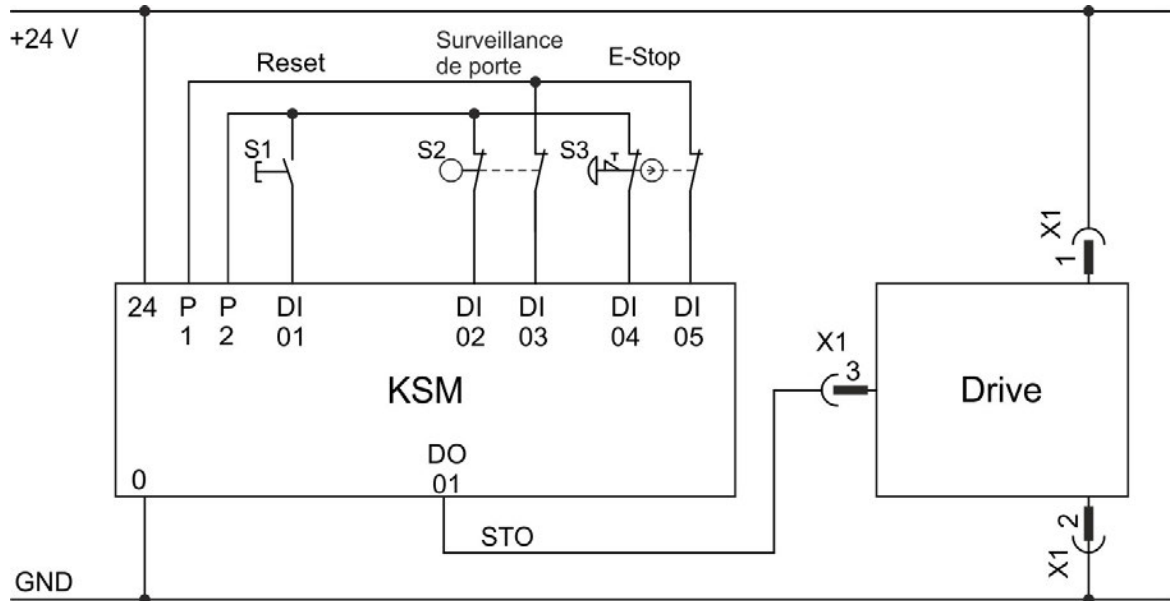 +24 V
Reset
Surveillance
de porte
E-Stop
S1
S2
S3
X1
1
24 P P DI DI DI DI DI
1 2 01 02 03 04 05
X1
3
KSM
Drive
DO
01
0
2
X1
STO
GND